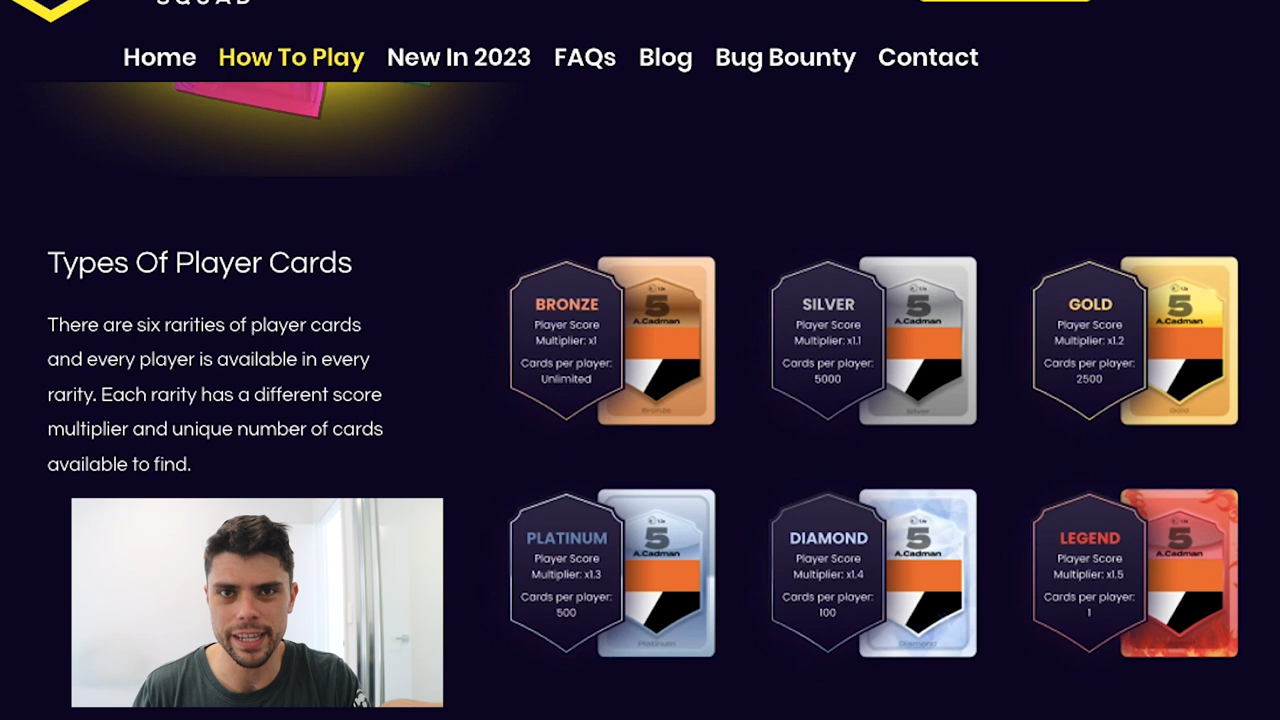 SQUAD
Home How To Play New In 2023 FAQs Blog Bug Bounty Contact
Types Of Player Cards
There are six rarities of player cards
and every player is available in every
rarity. Each rarity has a different score
multiplier and unique number of cards
available to find.
BRONZE
Player Score
Multiplier: x1
Cards per player:
Unlimited
5
A.Cadman
Bronze
SILVER
Player Score
Multiplier: x1.1
Cards per player:
5000
5
A.Cadman
Silver
GOLD
Player Score
Multiplier: x1.2
Cards per player:
2500
5
A.Cadman
Gold
PLATINUM
Player Score
Multiplier: x1.3
Cards per player:
500
5
A.Cadman
Platinum
DIAMOND
Player Score
Multiplier: x1.4
Cards per player:
100
5
A.Cadman
Diamond
LEGEND
Player Score
Multiplier: x1.5
Cards per player:
1
5
A.Cadman